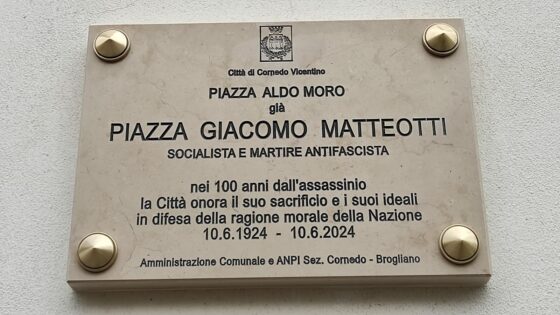 Città di Cornedo Vicentino
PIAZZA ALDO MORO
già
PIAZZA GIACOMO MATTEOTTI
SOCIALISTA E MARTIRE ANTIFASCISTA
nei 100 anni dall'assassinio
la Città onora il suo sacrificio e i suoi ideali
in difesa della ragione morale della Nazione
10.6.1924 - 10.6.2024
Amministrazione Comunale e ANPI Sez. Cornedo - Brogliano